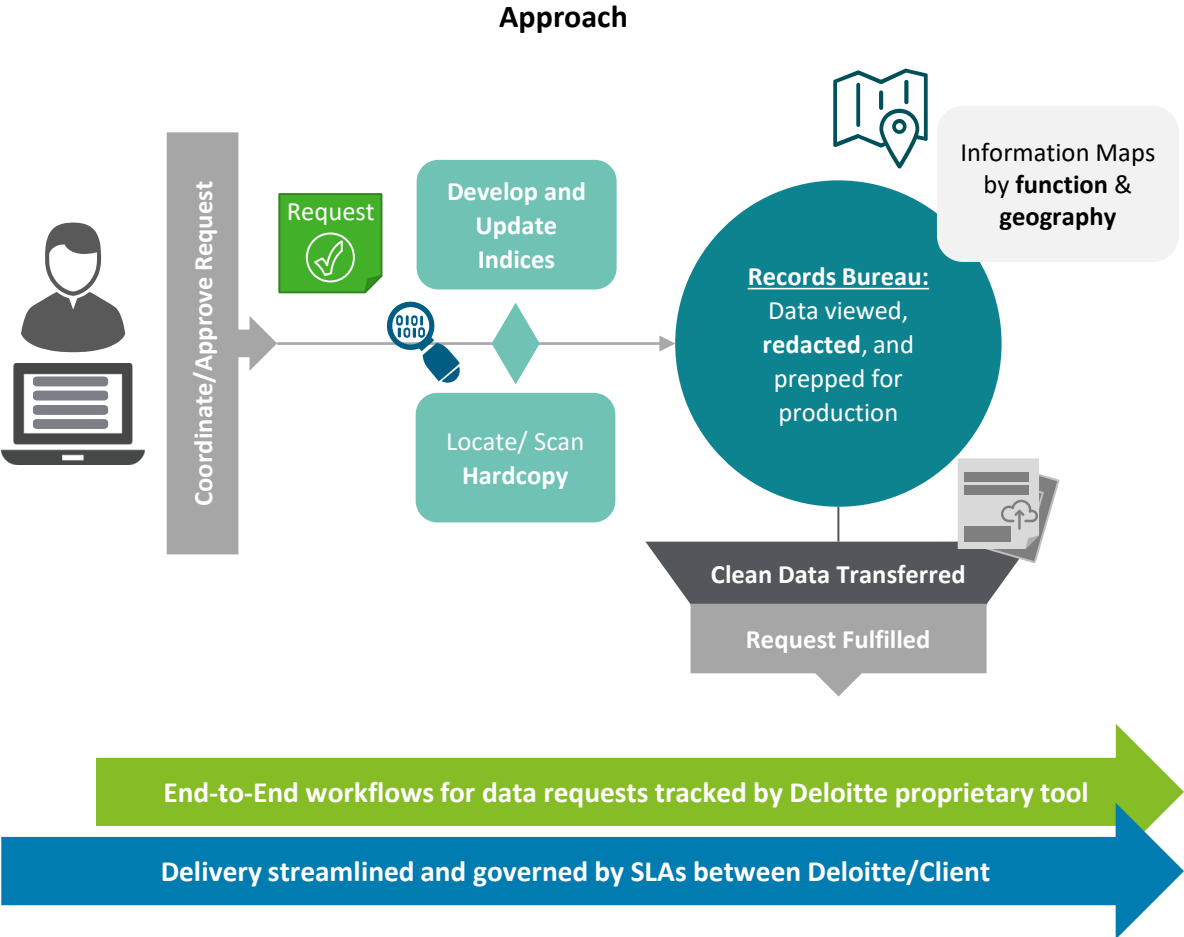 Approach
Coordinate/Approve Request
Request
Develop and
Update
Indices
0101
1010
Locate/ Scan
Hardcopy
Information Maps
by function &
geography
Records Bureau:
Data viewed,
redacted, and
prepped for
production
Clean Data Transferred
Request Fulfilled
End-to-End workflows for data requests tracked by Deloitte proprietary tool
Delivery streamlined and governed by SLAs between Deloitte/Client